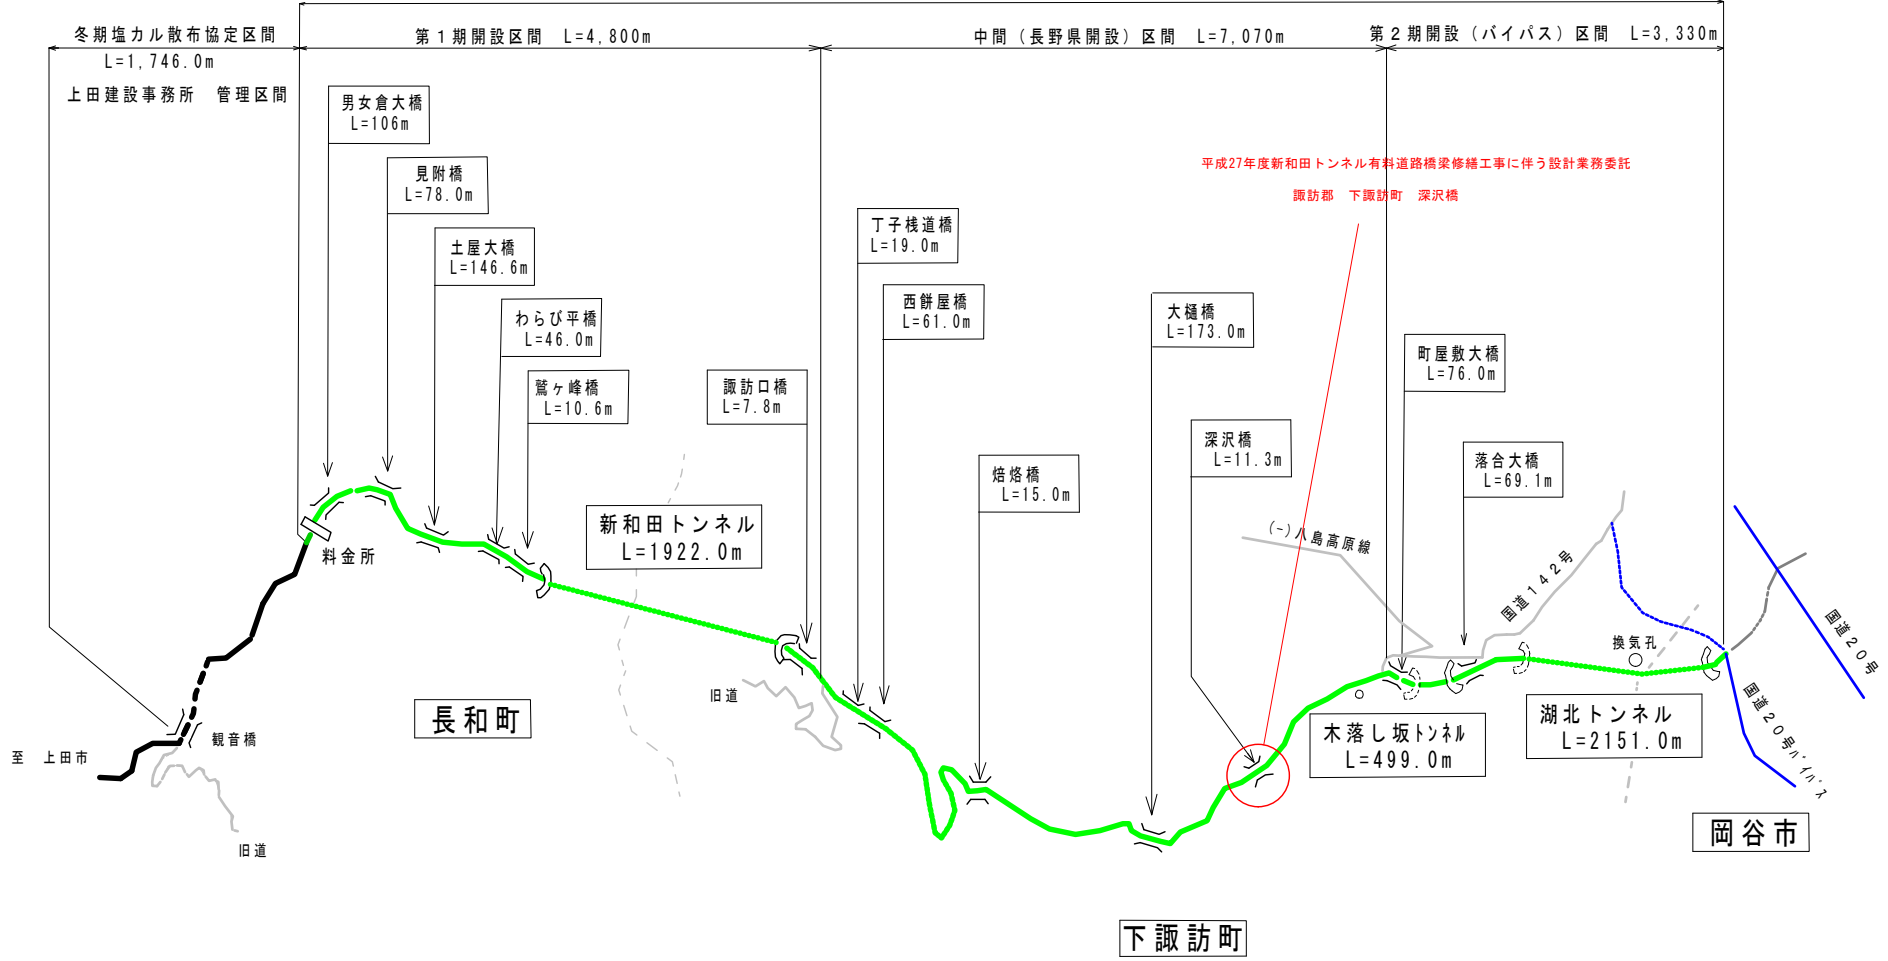 冬期塩カル散布協定区間
L=1,746.0m
上田建設事務所　管理区間
第１期開設区間　L=4,800m
中間（長野県開設）区間　L=7,070m
第２期開設（バイパス）区間　L=3,330m
男女倉大橋
L=106m
見附橋
L=78.0m
土屋大橋
L=146.6m
わらび平橋
L=46.0m
鷲ヶ峰橋
L=10.6m
新和田トンネル
L=1922.0m
諏訪口橋
L=7.8m
丁子桟道橋
L=19.0m
西餅屋橋
L=61.0m
焙烙橋
L=15.0m
大樋橋
L=173.0m
平成27年度新和田トンネル有料道路橋梁修繕工事に伴う設計業務委託
諏訪郡　下諏訪町　深沢橋
深沢橋
L=11.3m
町屋敷大橋
L=76.0m
落合大橋
L=69.1m
(-)八島高原線
国道１４２号
換気孔
国道２０号
国道２０号バイパス
木落し坂トンネル
L=499.0m
湖北トンネル
L=2151.0m
料金所
観音橋
至　上田市
旧道
旧道
長和町
下諏訪町
岡谷市